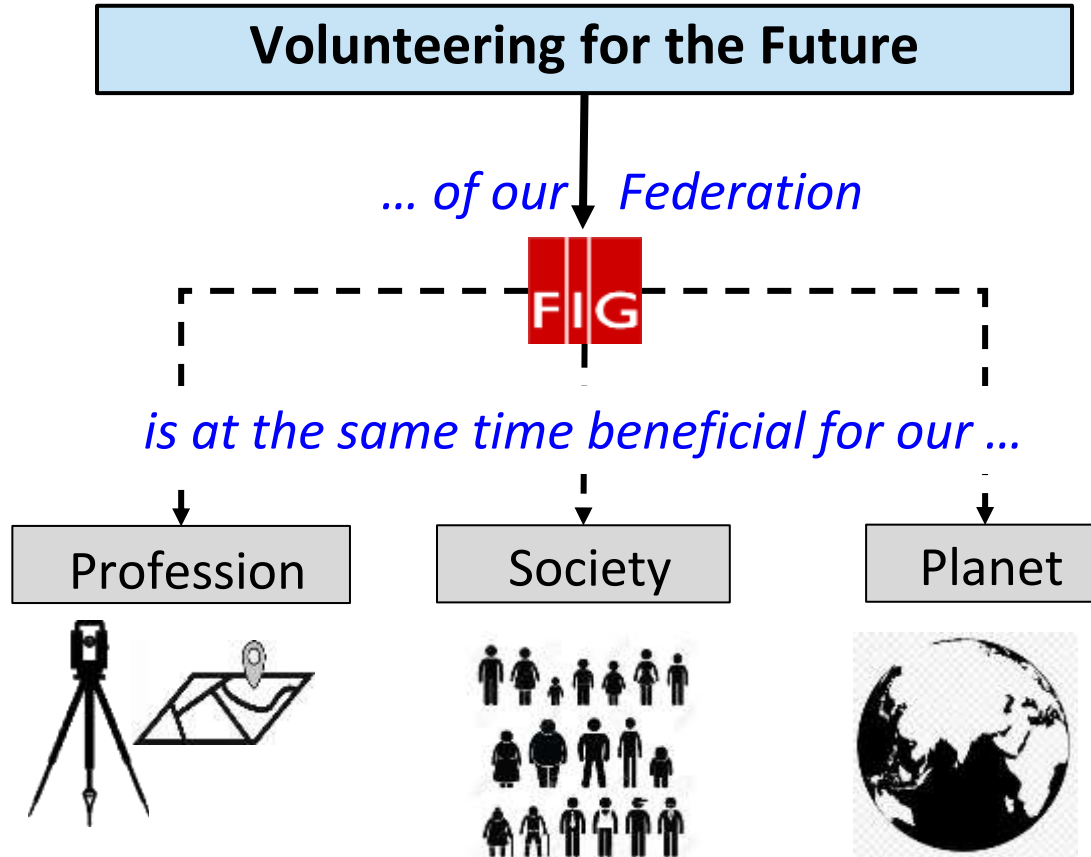 Volunteering for the Future
... of our Federation
FIG
is at the same time beneficial for our ...
Profession
Society
Planet